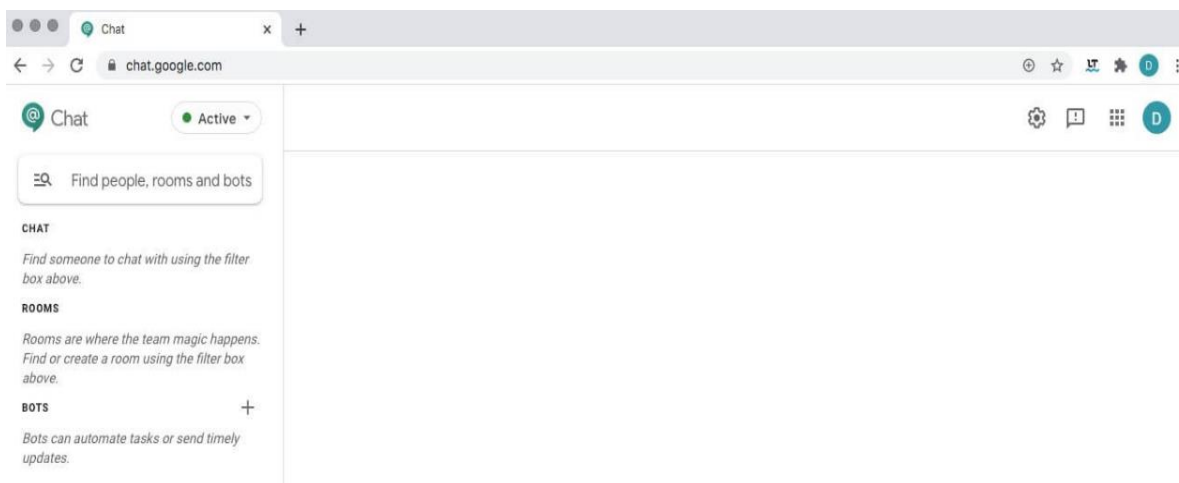 Chat
chat.google.com
LT
D
Chat
Active
D
Find people, rooms and bots
CHAT
Find someone to chat with using the filter
box above.
ROOMS
Rooms are where the team magic happens.
Find or create a room using the filter box
above.
BOTS
Bots can automate tasks or send timely
updates.